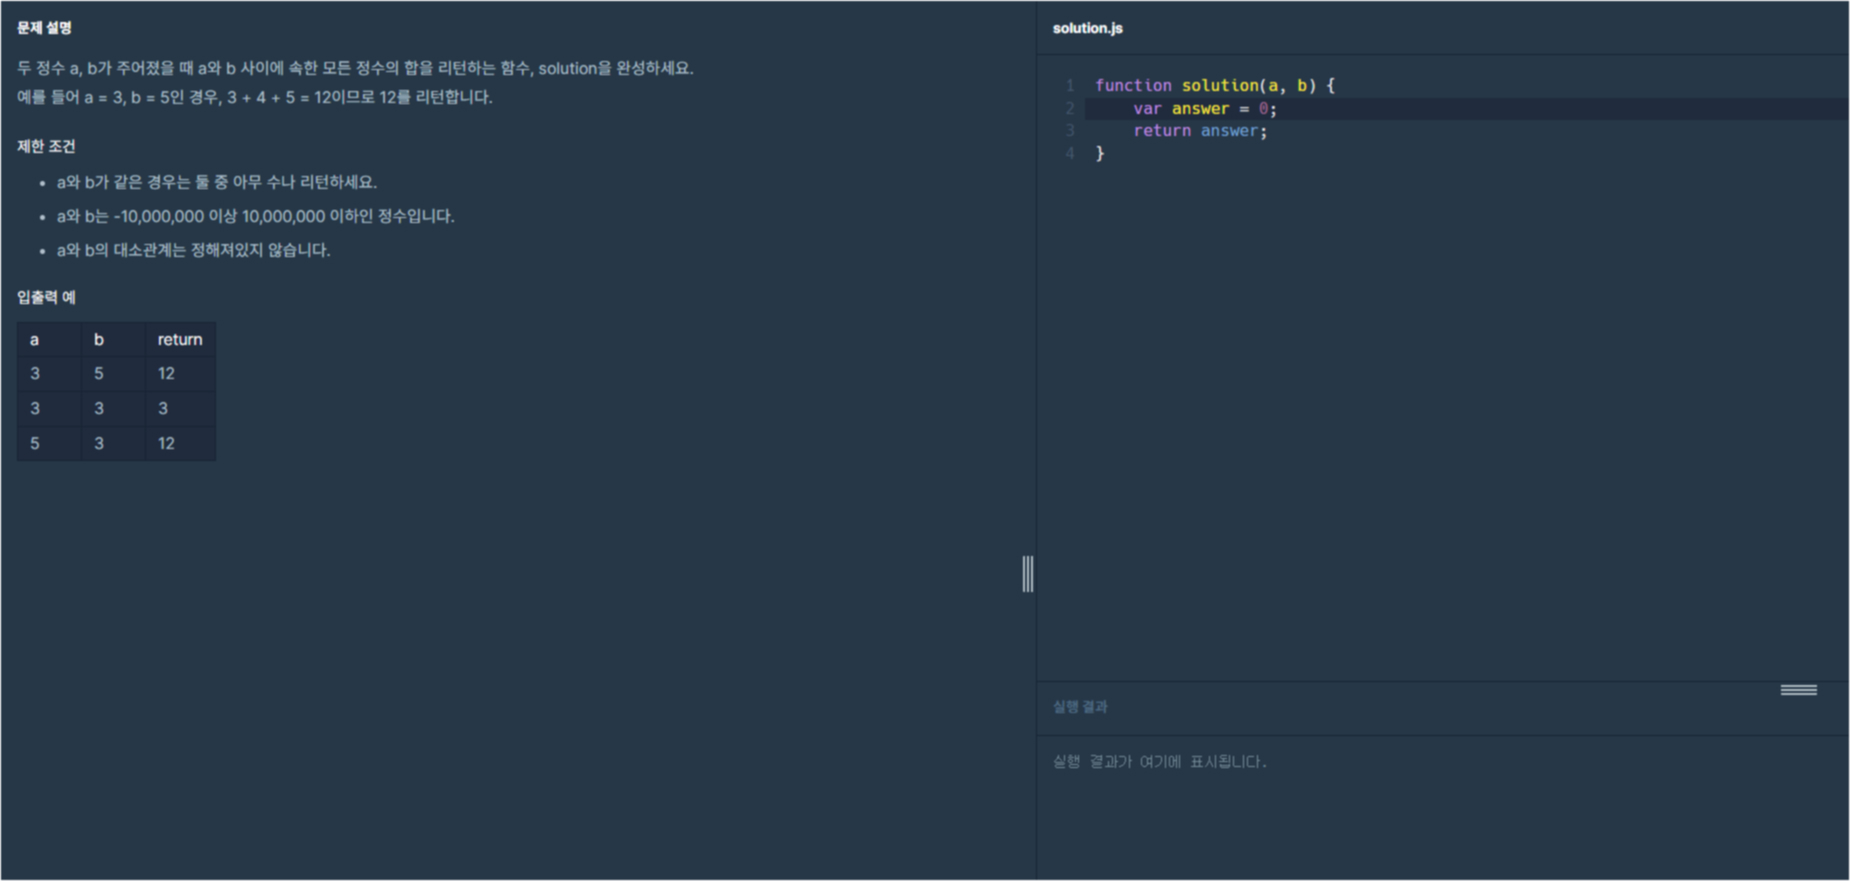 문제 설명
두 정수 a, b가 주어졌을 때 a와 b 사이에 속한 모든 정수의 합을 리턴하는 함수, solution을 완성하세요.
예를 들어 a = 3, b = 5인 경우, 3 + 4 + 5 = 12이므로 12를 리턴합니다.
제한 조건
• a와 b가 같은 경우는 둘 중 아무 수나 리턴하세요.
• a와 b는 -10,000,000 이상 10,000,000 이하인 정수입니다.
• a와 b의 대소관계는 정해져있지 않습니다.
입출력 예
a b return
3 5 12
3 3 3
5 3 12
solution.js
1 function solution(a, b) {
2 var answer = 0;
3 return answer;
4 }
실행 결과
실행 결과가 여기에 표시됩니다.